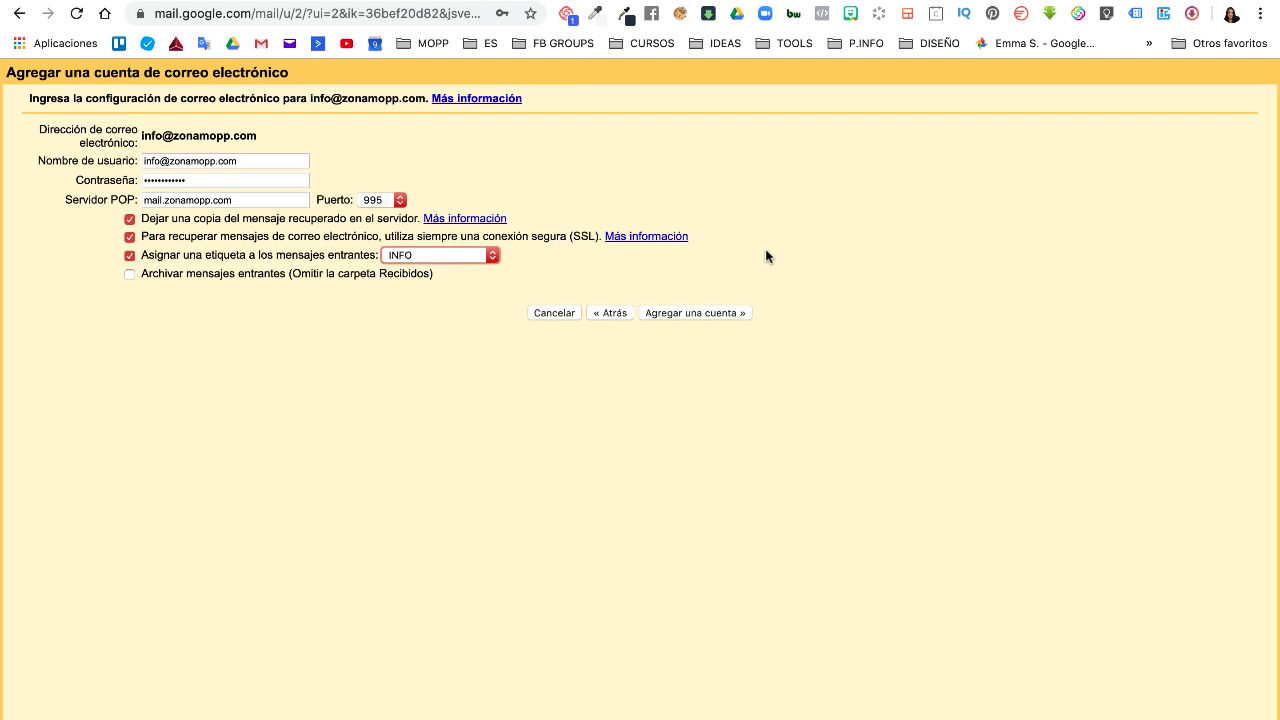 mail.google.com/mail/u/2/?ui=2&ik=36bef20d82&jsve...
1
Aplicaciones 9 MOPP ES FB GROUPS CURSOS IDEAS TOOLS P.INFO DISEÑO Emma S. - Google... » Otros favoritos
Agregar una cuenta de correo electrónico
Ingresa la configuración de correo electrónico para info@zonamopp.com. Más información
Dirección de correo electrónico: info@zonamopp.com
Nombre de usuario: info@zonamopp.com
Contraseña: ••••••••••••
Servidor POP: mail.zonamopp.com Puerto: 995
Dejar una copia del mensaje recuperado en el servidor. Más información
Para recuperar mensajes de correo electrónico, utiliza siempre una conexión segura (SSL). Más información
Asignar una etiqueta a los mensajes entrantes: INFO
Archivar mensajes entrantes (Omitir la carpeta Recibidos)
Cancelar « Atrás Agregar una cuenta »